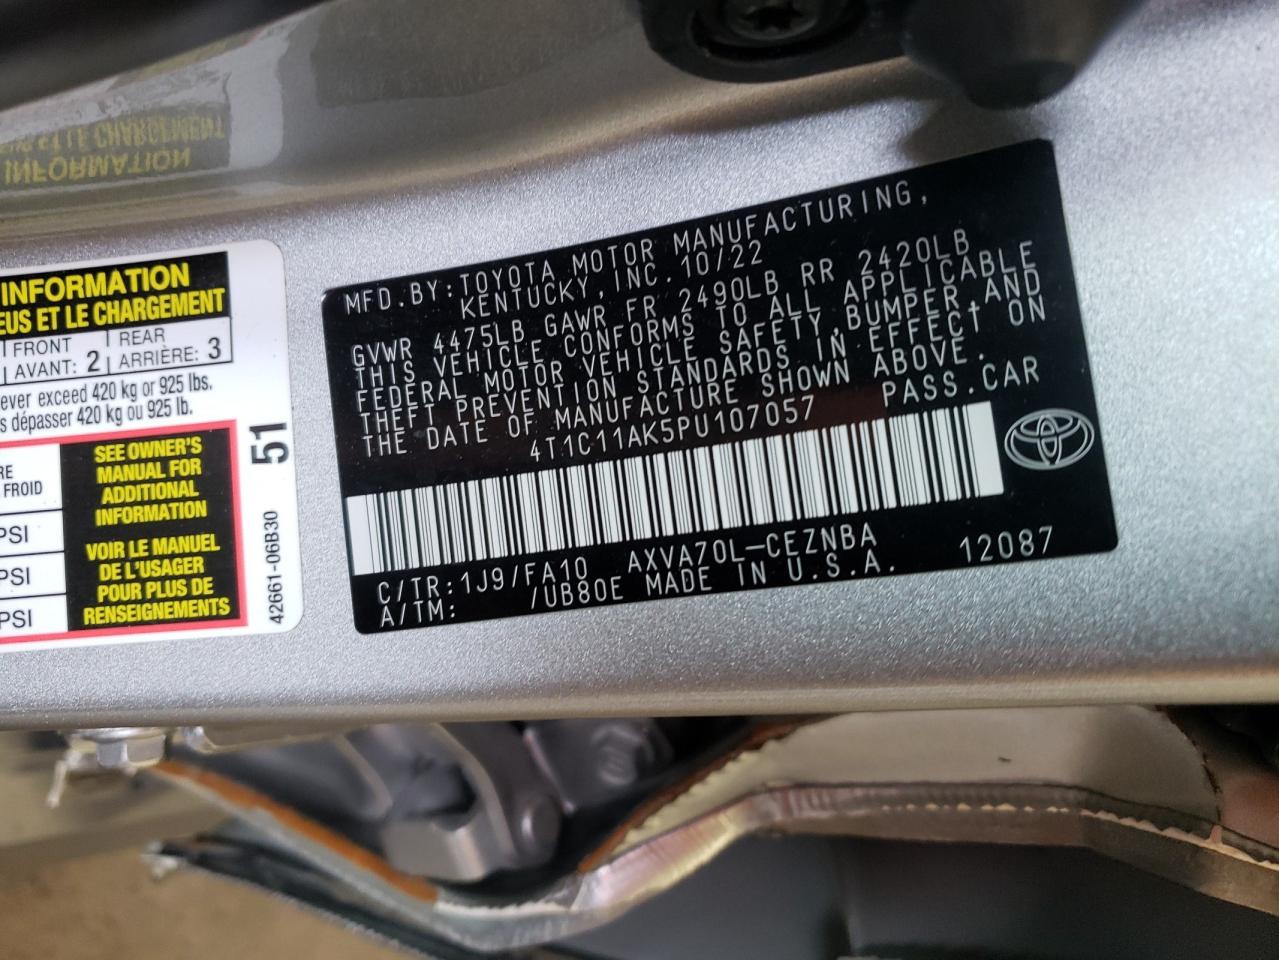 INFORMATION
EUS ET LE CHARGEMENT
FRONT
AVANT: 2
REAR
ARRIÈRE: 3
ever exceed 420 kg or 925 lbs.
s dépasser 420 kg ou 925 lb.
RE
FROID
PSI
PSI
PSI
SEE OWNER'S
MANUAL FOR
ADDITIONAL
INFORMATION
VOIR LE MANUEL
DE L'USAGER
POUR PLUS DE
RENSEIGNEMENTS
51
42661-06B30
MFD.BY:TOYOTA MOTOR MANUFACTURING,
KENTUCKY,INC. 10/22
GVWR 4475LB GAWR FR 2490LB RR 2420LB
THIS VEHICLE CONFORMS TO ALL APPLICABLE
FEDERAL MOTOR VEHICLE SAFETY,BUMPER,AND
THEFT PREVENTION STANDARDS IN EFFECT ON
THE DATE OF MANUFACTURE SHOWN ABOVE.
4T1C11AK5PU107057 PASS.CAR
C/TR:1J9/FA10 AXVA70L-CEZNBA 12087
A/TM: /UB80E MADE IN U.S.A.